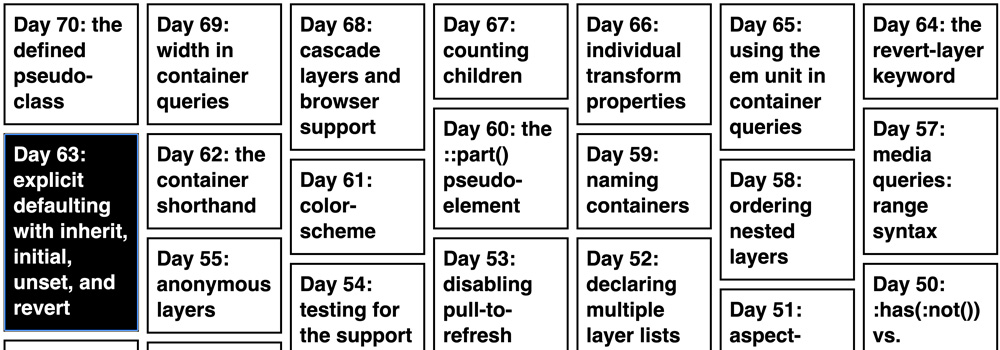 Day 70: the
defined
pseudo-
class
Day 69:
width in
container
queries
Day 68:
cascade
layers and
browser
support
Day 67:
counting
children
Day 66:
individual
transform
properties
Day 65:
using the
em unit in
container
queries
Day 64: the
revert-layer
keyword
Day 63:
explicit
defaulting
with inherit,
initial,
unset, and
revert
Day 62: the
container
shorthand
Day 61:
color-
scheme
Day 60: the
::part()
pseudo-
element
Day 59:
naming
containers
Day 58:
ordering
nested
layers
Day 57:
media
queries:
range
syntax
Day 55:
anonymous
layers
Day 54:
testing for
the support
Day 53:
disabling
pull-to-
refresh
Day 52:
declaring
multiple
layer lists
Day 51:
aspect-
Day 50:
:has(:not())
vs.